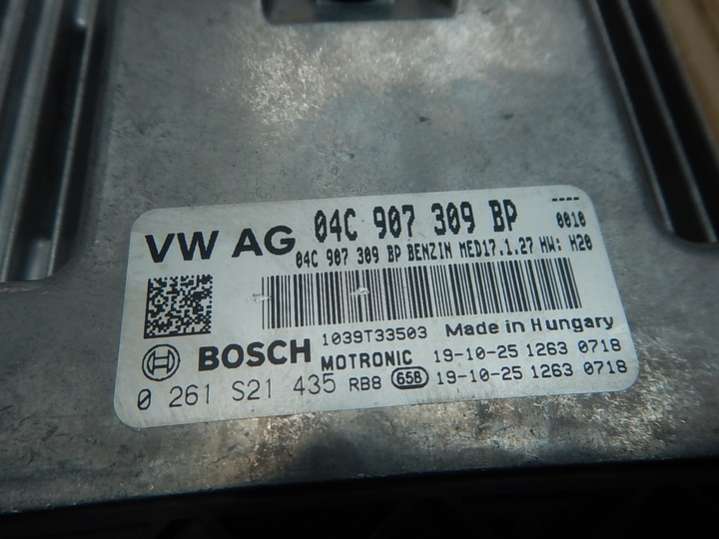 VW AG 04C 907 309 BP ----
0010
04C 907 309 BP BENZIN MED17.1.27 HW: H20
1039T33503 Made in Hungary
BOSCH MOTRONIC 19-10-25 1263 0718
0 261 S21 435 RB8 65B 19-10-25 1263 0718